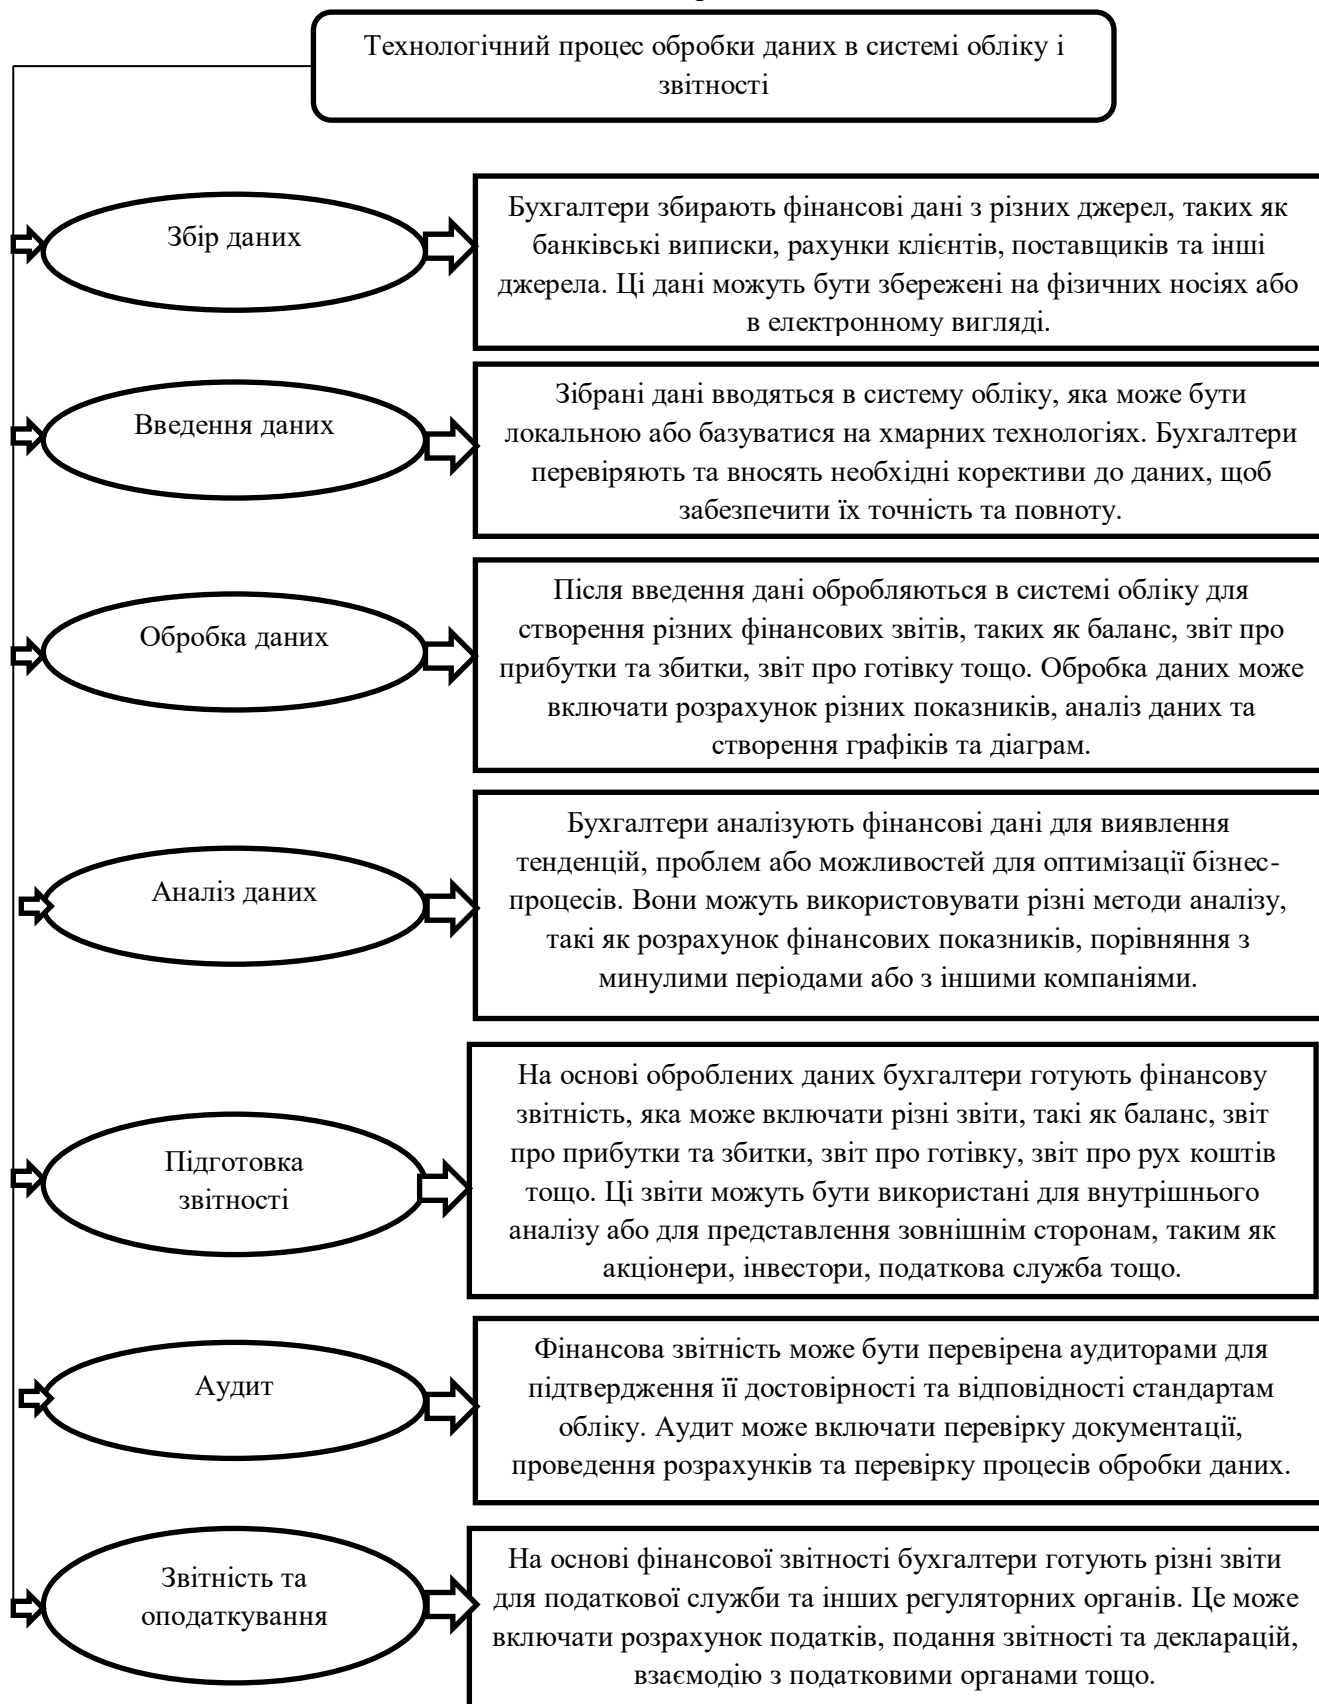 Технологічний процес обробки даних в системі обліку і
звітності
Збір даних
Бухгалтери збирають фінансові дані з різних джерел, таких як
банківські виписки, рахунки клієнтів, поставщиків та інші
джерела. Ці дані можуть бути збережені на фізичних носіях або
в електронному вигляді.
Введення даних
Зібрані дані вводяться в систему обліку, яка може бути
локальною або базуватися на хмарних технологіях. Бухгалтери
перевіряють та вносять необхідні корективи до даних, щоб
забезпечити їх точність та повноту.
Обробка даних
Після введення дані обробляються в системі обліку для
створення різних фінансових звітів, таких як баланс, звіт про
прибутки та збитки, звіт про готівку тощо. Обробка даних може
включати розрахунок різних показників, аналіз даних та
створення графіків та діаграм.
Аналіз даних
Бухгалтери аналізують фінансові дані для виявлення
тенденцій, проблем або можливостей для оптимізації бізнес-
процесів. Вони можуть використовувати різні методи аналізу,
такі як розрахунок фінансових показників, порівняння з
минулими періодами або з іншими компаніями.
Підготовка
звітності
На основі оброблених даних бухгалтери готують фінансову
звітність, яка може включати різні звіти, такі як баланс, звіт
про прибутки та збитки, звіт про готівку, звіт про рух коштів
тощо. Ці звіти можуть бути використані для внутрішнього
аналізу або для представлення зовнішнім сторонам, таким як
акціонери, інвестори, податкова служба тощо.
Аудит
Фінансова звітність може бути перевірена аудиторами для
підтвердження її достовірності та відповідності стандартам
обліку. Аудит може включати перевірку документації,
проведення розрахунків та перевірку процесів обробки даних.
Звітність та
оподаткування
На основі фінансової звітності бухгалтери готують різні звіти
для податкової служби та інших регуляторних органів. Це може
включати розрахунок податків, подання звітності та декларацій,
взаємодію з податковими органами тощо.